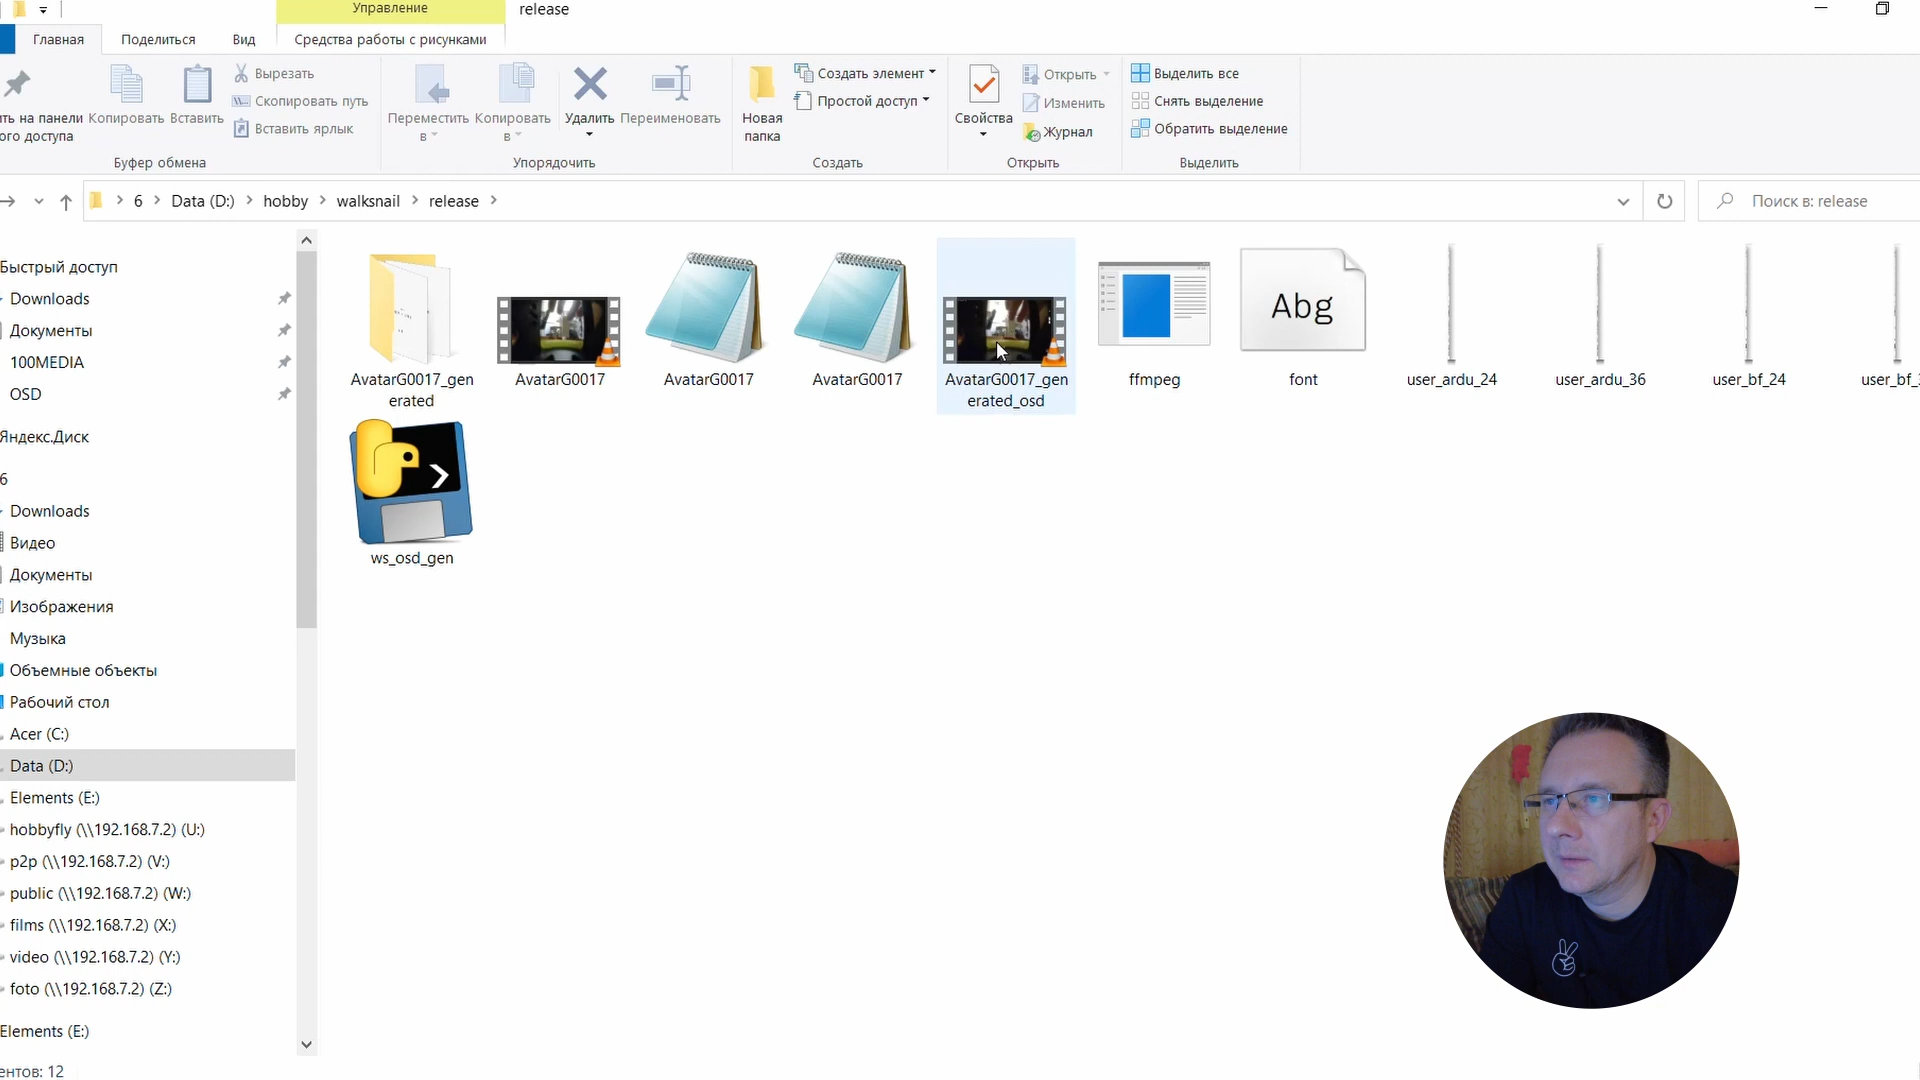 Управление
release
Главная
Поделиться
Вид
Средства работы с рисунками
ть на панели
ого доступа
Копировать
Вставить
Вырезать
Скопировать путь
Вставить ярлык
Буфер обмена
Переместить
в
Копировать
в
Удалить
Переименовать
Упорядочить
Новая
папка
Создать элемент
Простой доступ
Создать
Свойства
Открыть
Изменить
Журнал
Открыть
Выделить все
Снять выделение
Обратить выделение
Выделить
6
Data (D:)
hobby
walksnail
release
Поиск в: release
Быстрый доступ
Downloads
Документы
100MEDIA
OSD
Яндекс.Диск
6
Downloads
Видео
Документы
Изображения
Музыка
Объемные объекты
Рабочий стол
Acer (C:)
Data (D:)
Elements (E:)
hobbyfly (\\192.168.7.2) (U:)
p2p (\\192.168.7.2) (V:)
public (\\192.168.7.2) (W:)
films (\\192.168.7.2) (X:)
video (\\192.168.7.2) (Y:)
foto (\\192.168.7.2) (Z:)
Elements (E:)
ентов: 12
AvatarG0017_gen
erated
AvatarG0017
AvatarG0017
AvatarG0017
AvatarG0017_gen
erated_osd
ffmpeg
Abg
font
user_ardu_24
user_ardu_36
user_bf_24
user_bf_
ws_osd_gen